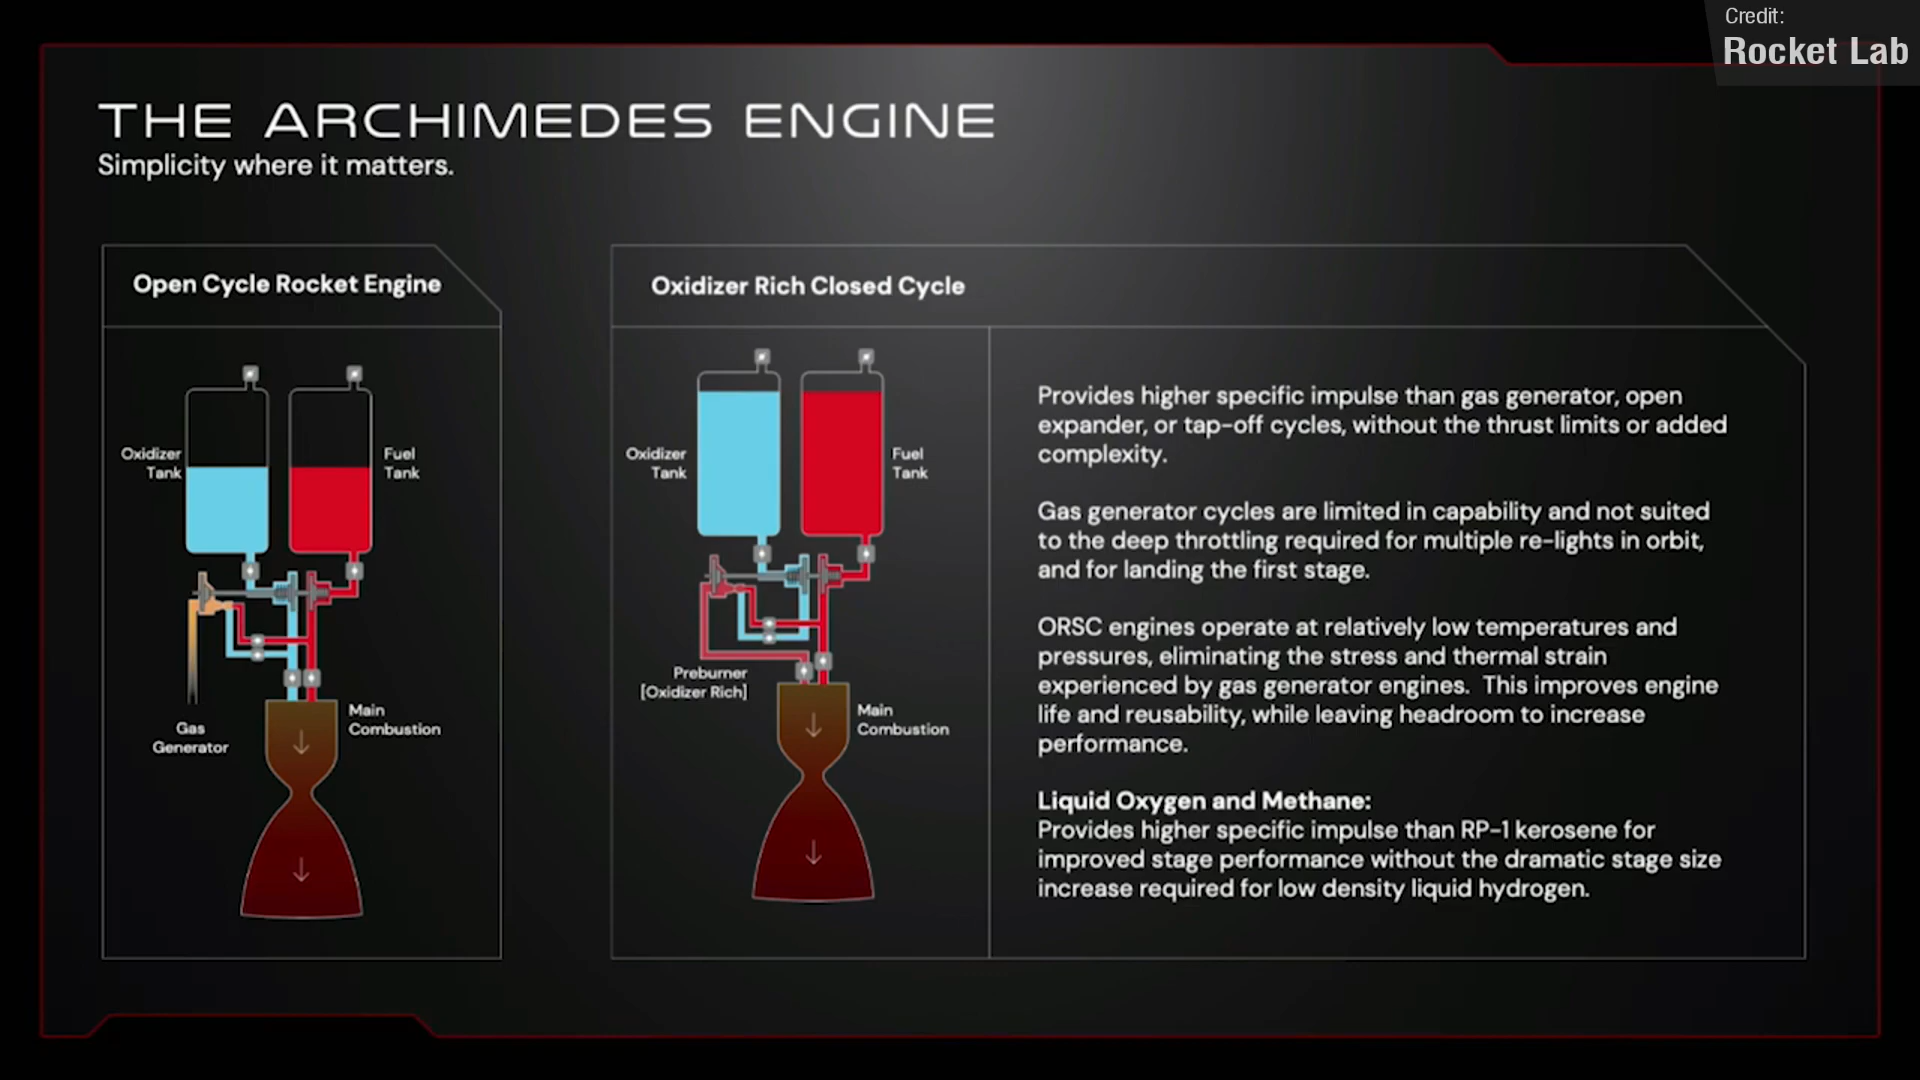 Credit:
Rocket Lab
THE ARCHIMEDES ENGINE
Simplicity where it matters.
Open Cycle Rocket Engine
Oxidizer
Tank
Fuel
Tank
Gas
Generator
Main
Combustion
Oxidizer Rich Closed Cycle
Oxidizer
Tank
Fuel
Tank
Preburner
[Oxidizer Rich]
Main
Combustion
Provides higher specific impulse than gas generator, open
expander, or tap-off cycles, without the thrust limits or added
complexity.
Gas generator cycles are limited in capability and not suited
to the deep throttling required for multiple re-lights in orbit,
and for landing the first stage.
ORSC engines operate at relatively low temperatures and
pressures, eliminating the stress and thermal strain
experienced by gas generator engines. This improves engine
life and reusability, while leaving headroom to increase
performance.
Liquid Oxygen and Methane:
Provides higher specific impulse than RP-1 kerosene for
improved stage performance without the dramatic stage size
increase required for low density liquid hydrogen.